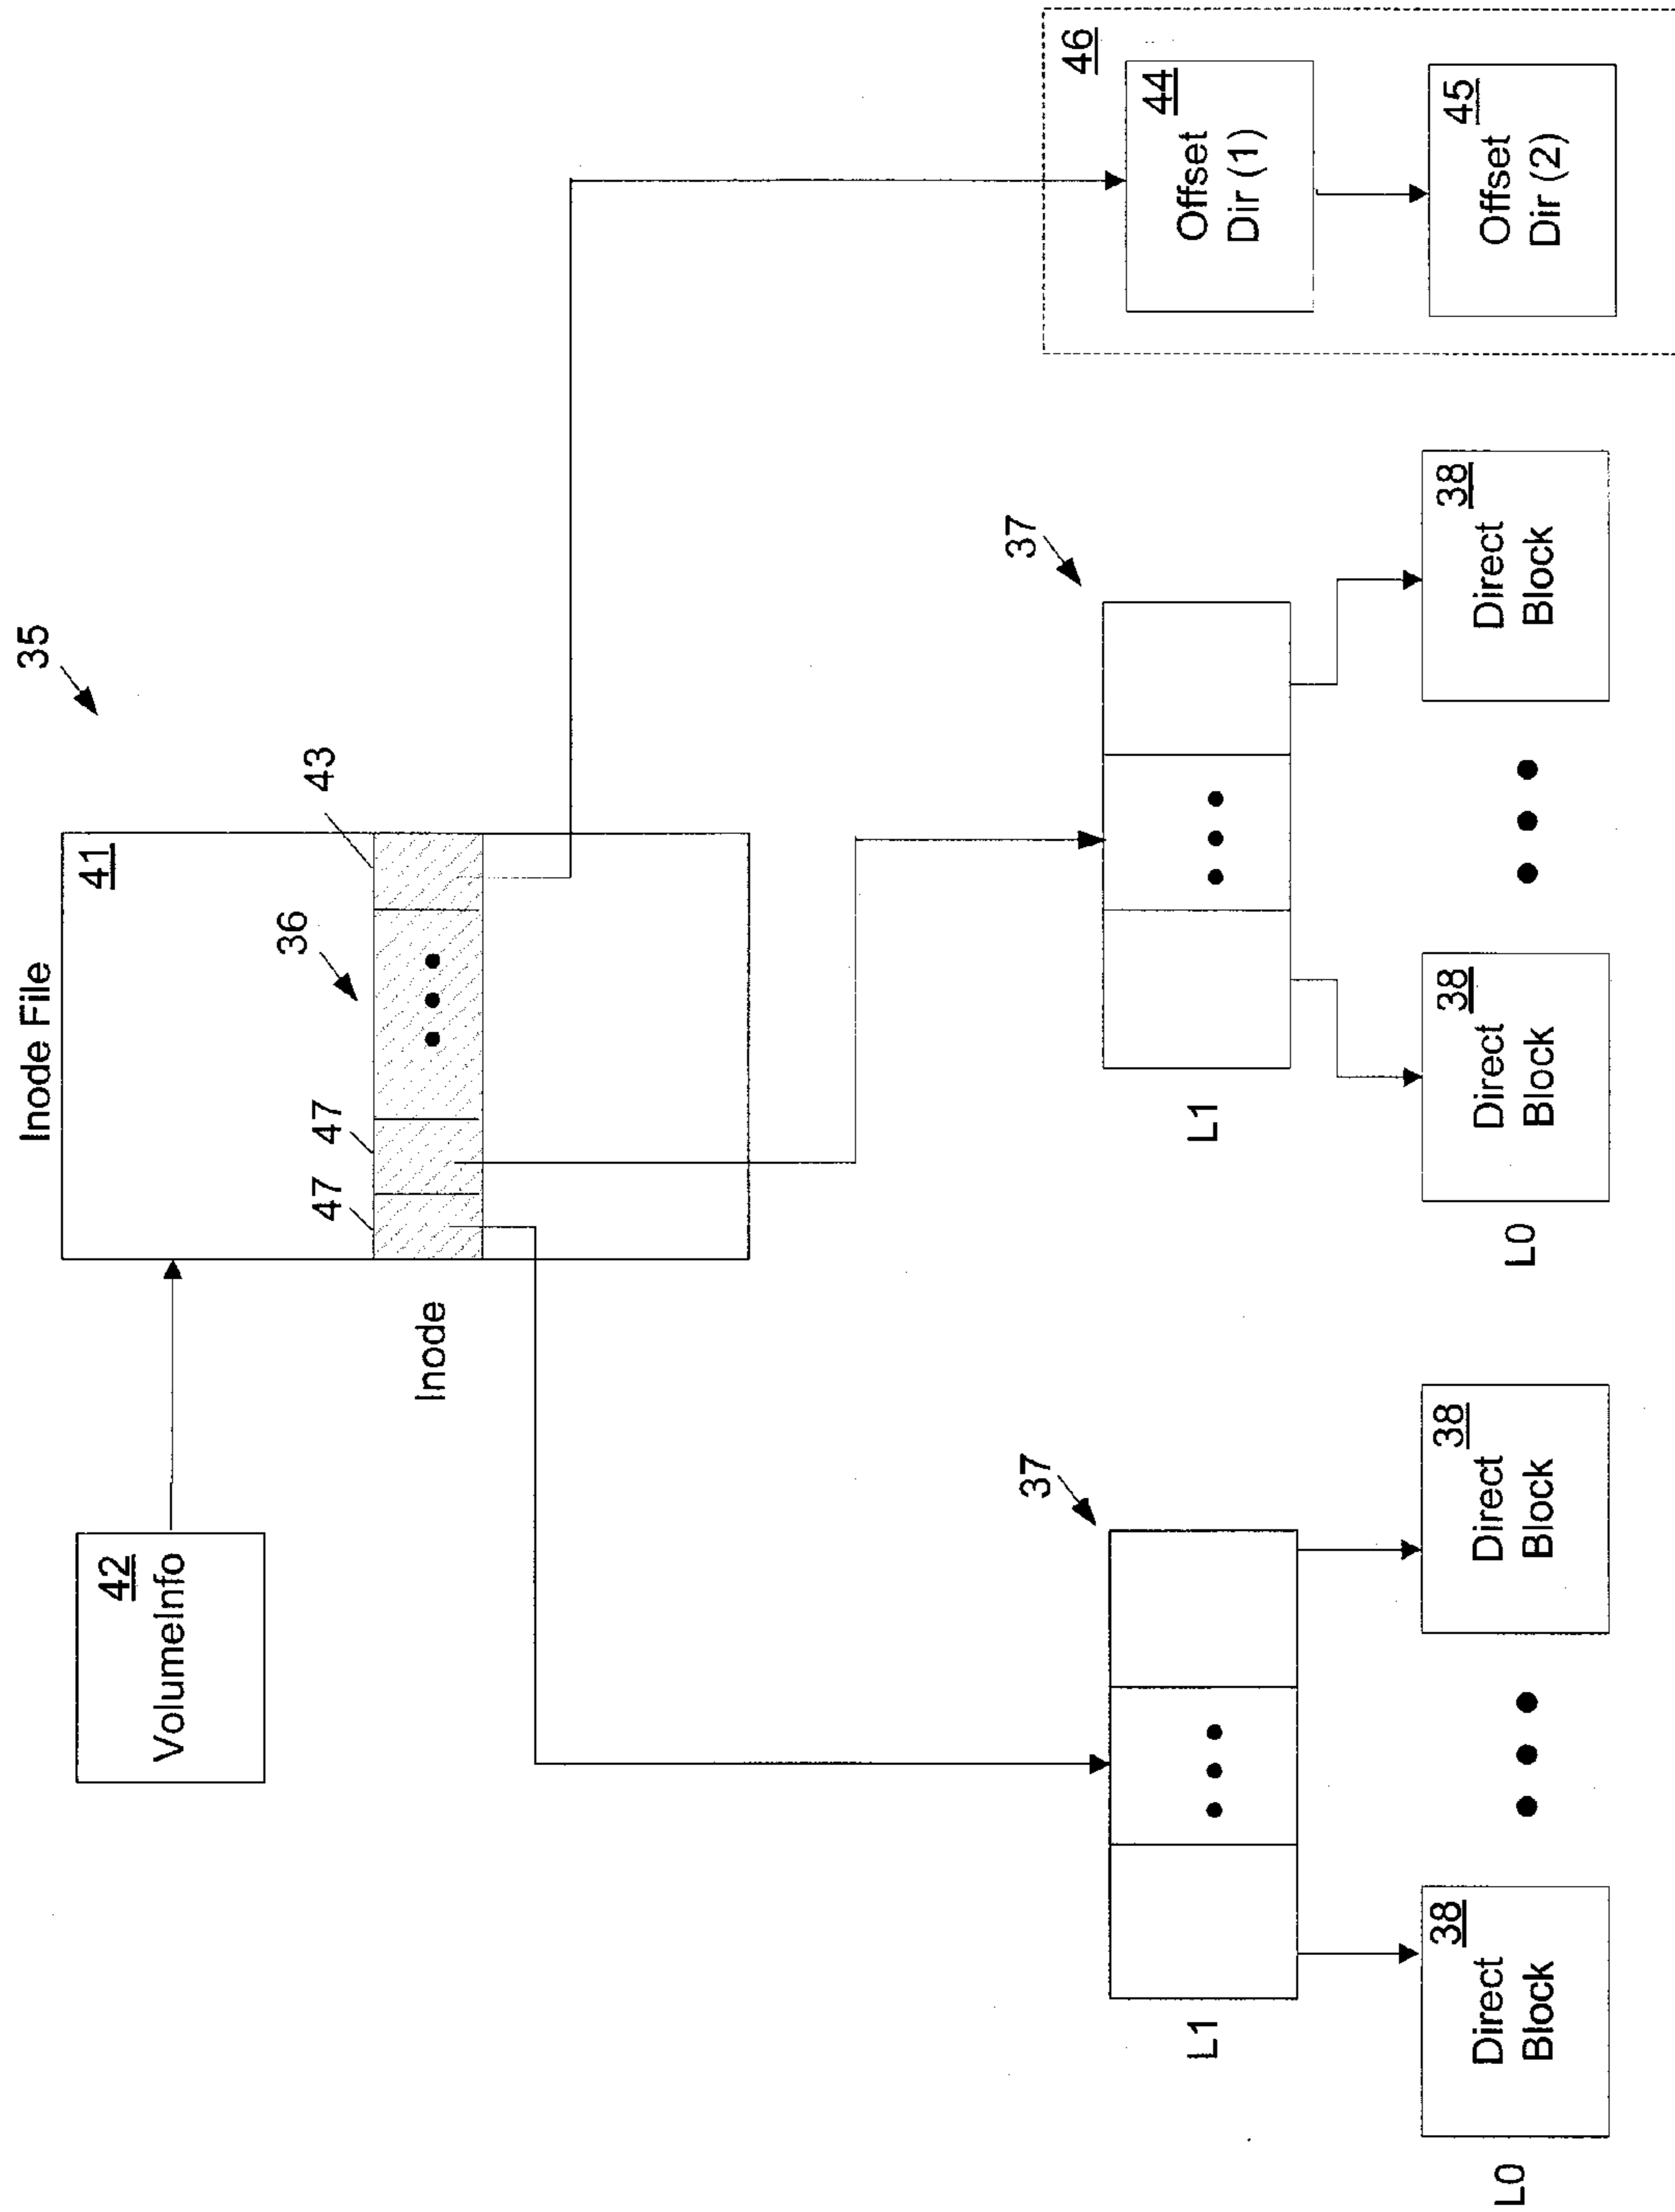 Inode File
35
41
42
VolumeInfo
36
43
47
47
Inode
37
37
46
44
Offset
Dir (1)
L1
L1
38
Direct
Block
38
Direct
Block
38
Direct
Block
38
Direct
Block
45
Offset
Dir (2)
L0
L0